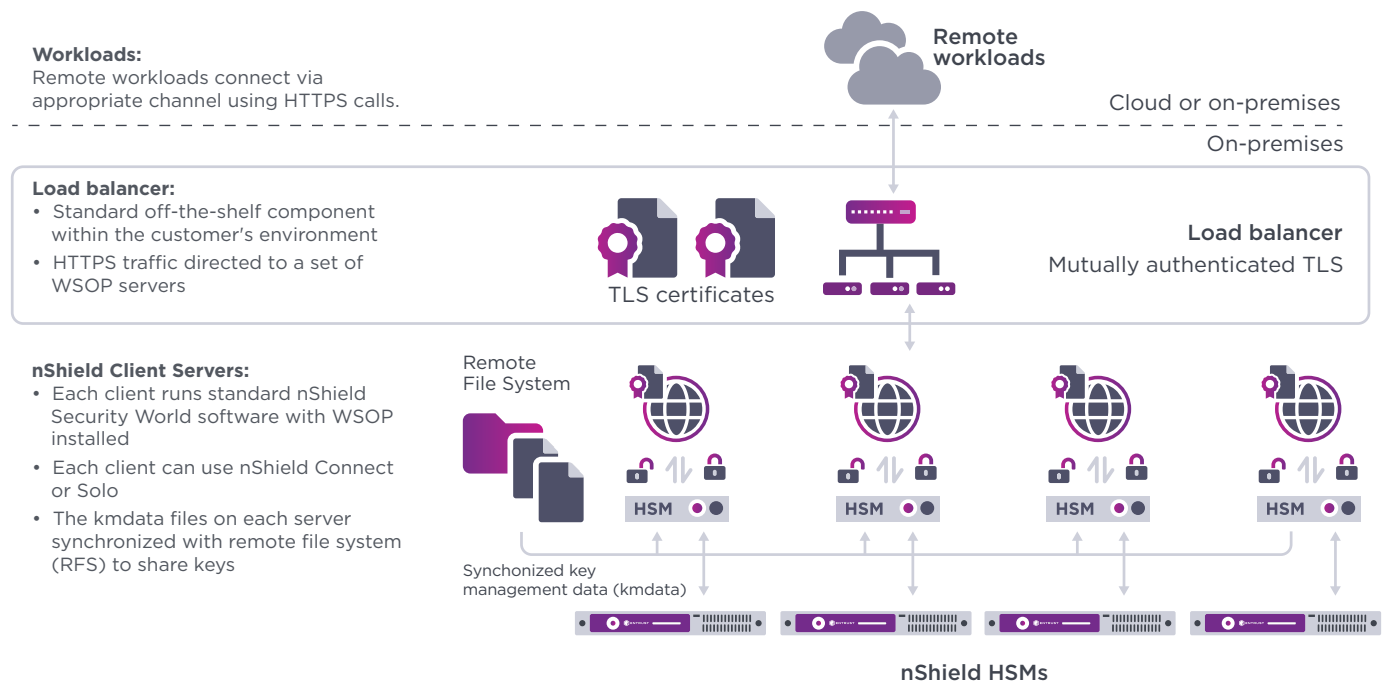 Workloads:
Remote workloads connect via
appropriate channel using HTTPS calls.
Remote
workloads
Cloud or on-premises
On-premises
Load balancer:
• Standard off-the-shelf component
within the customer's environment
• HTTPS traffic directed to a set of
WSOP servers
TLS certificates
Load balancer
Mutually authenticated TLS
nShield Client Servers:
• Each client runs standard nShield
Security World software with WSOP
installed
• Each client can use nShield Connect
or Solo
• The kmdata files on each server
synchronized with remote file system
(RFS) to share keys
Remote
File System
HSM
HSM
HSM
HSM
Synchonized key
management data (kmdata)
ENTRUST
ENTRUST
ENTRUST
ENTRUST
nShield HSMs